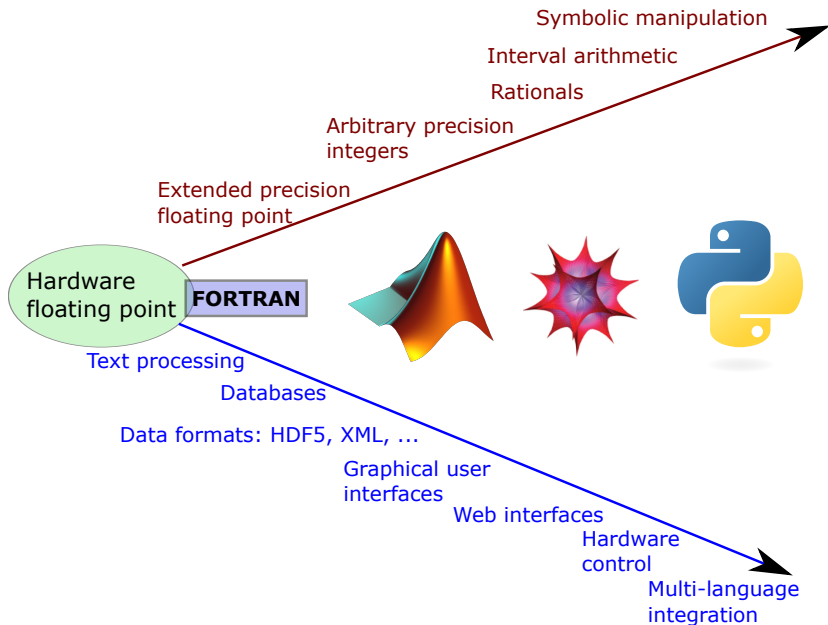 Symbolic manipulation
Interval arithmetic
Rationals
Arbitrary precision
integers
Extended precision
floating point
Hardware
floating point
FORTRAN
Text processing
Databases
Data formats: HDF5, XML, ...
Graphical user
interfaces
Web interfaces
Hardware
control
Multi-language
integration